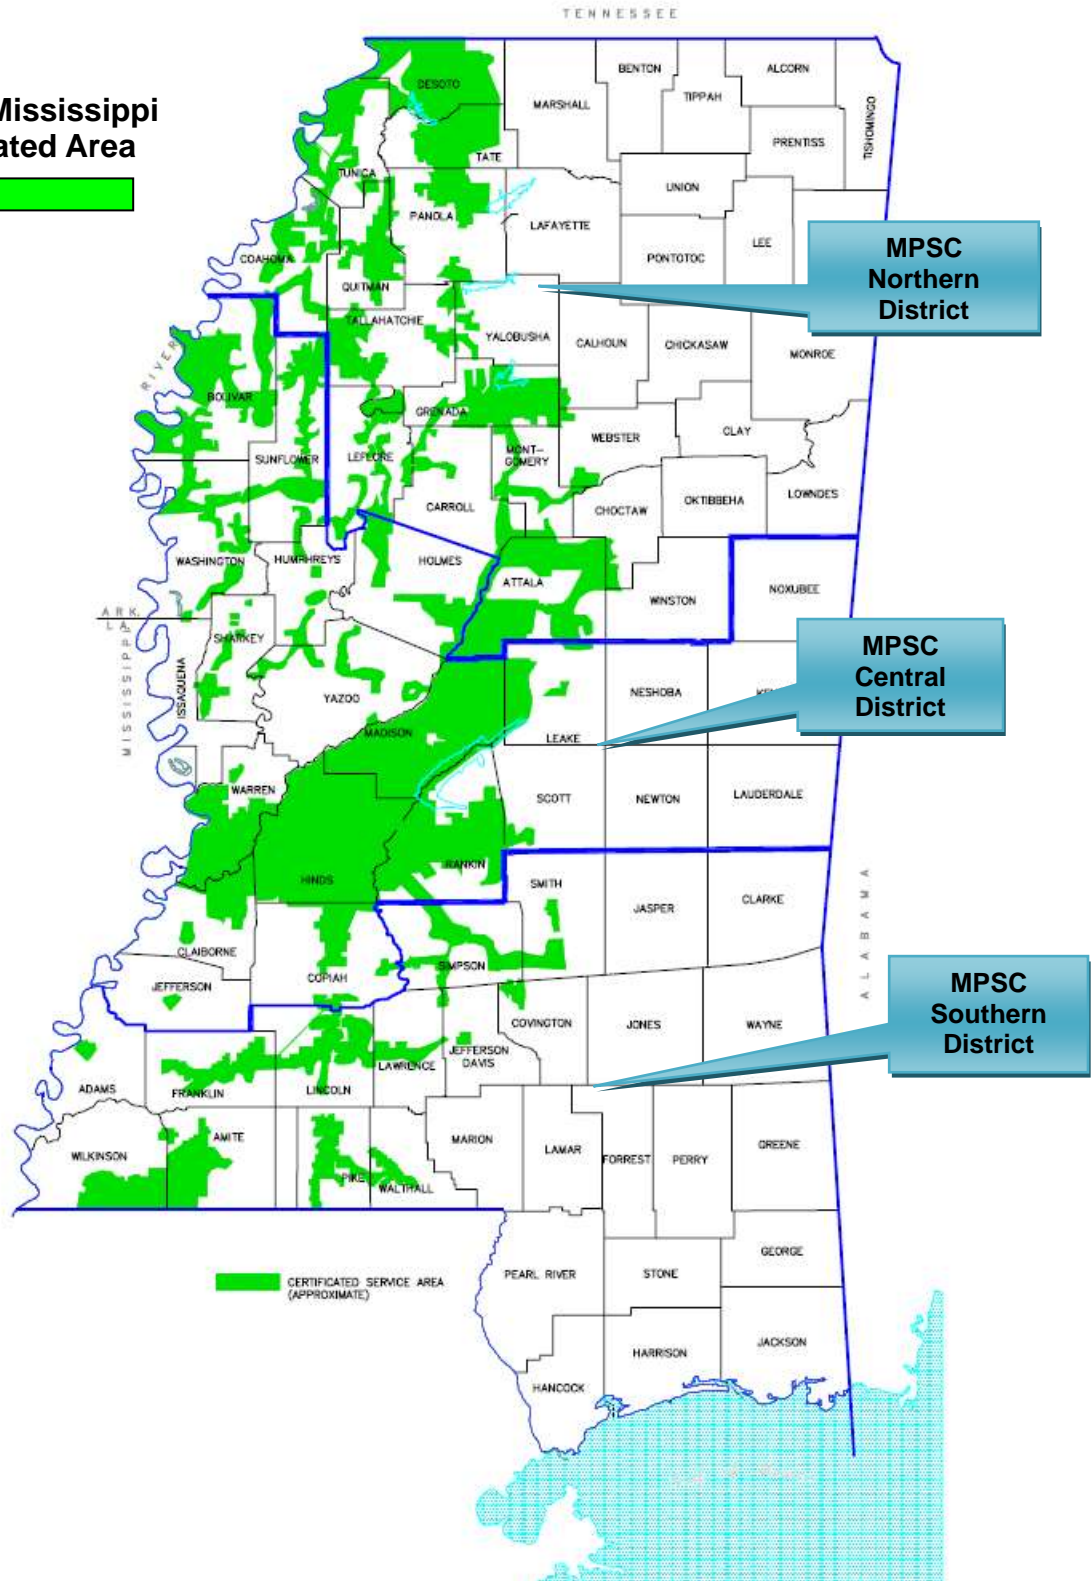 TENNESSEE
Mississippi
ated Area
DESOTO
BENTON
ALCORN
MARSHALL
TIPPAH
TISHOMINGO
PRENTISS
TATE
TUNICA
UNION
PANOLA
LAFAYETTE
LEE
PONTOTOC
MPSC
Northern
District
COAHOMA
QUITMAN
TALLAHATCHIE
YALOBUSHA
CALHOUN
CHICKASAW
MONROE
RIVER
BOLIVAR
GRENADA
CLAY
WEBSTER
SUNFLOWER
LEFLORE
MONT-
GOMERY
CARROLL
CHOCTAW
OKTIBBEHA
LOWNDES
WASHINGTON
HUMPHREYS
HOLMES
ATTALA
WINSTON
NOXUBEE
ARK.
LA.
MISSISSIPPI
SHARKEY
ISSAQUENA
YAZOO
MADISON
LEAKE
NESHOBA
MPSC
Central
District
WARREN
SCOTT
NEWTON
LAUDERDALE
HINDS
RANKIN
SMITH
JASPER
CLARKE
ALABAMA
CLAIBORNE
COPIAH
SIMPSON
JEFFERSON
COVINGTON
JONES
WAYNE
MPSC
Southern
District
ADAMS
FRANKLIN
LINCOLN
LAWRENCE
JEFFERSON
DAVIS
WILKINSON
AMITE
PIKE
WALTHALL
MARION
LAMAR
FORREST
PERRY
GREENE
GEORGE
PEARL RIVER
STONE
CERTIFICATED SERVICE AREA
(APPROXIMATE)
HARRISON
JACKSON
HANCOCK